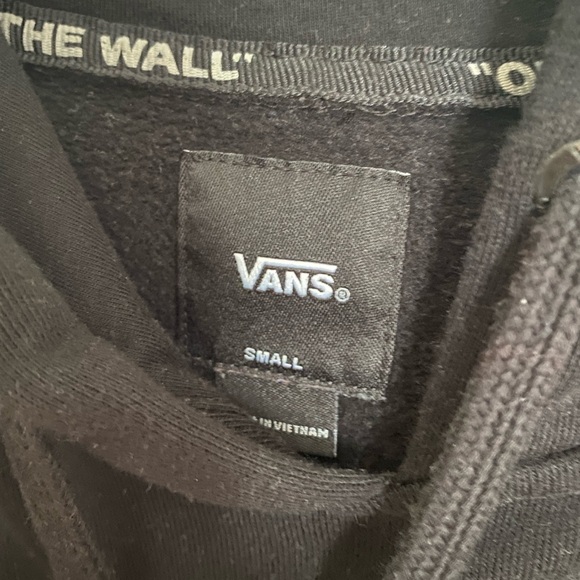 THE WALL" "O
VANS®
SMALL
IN VIETNAM